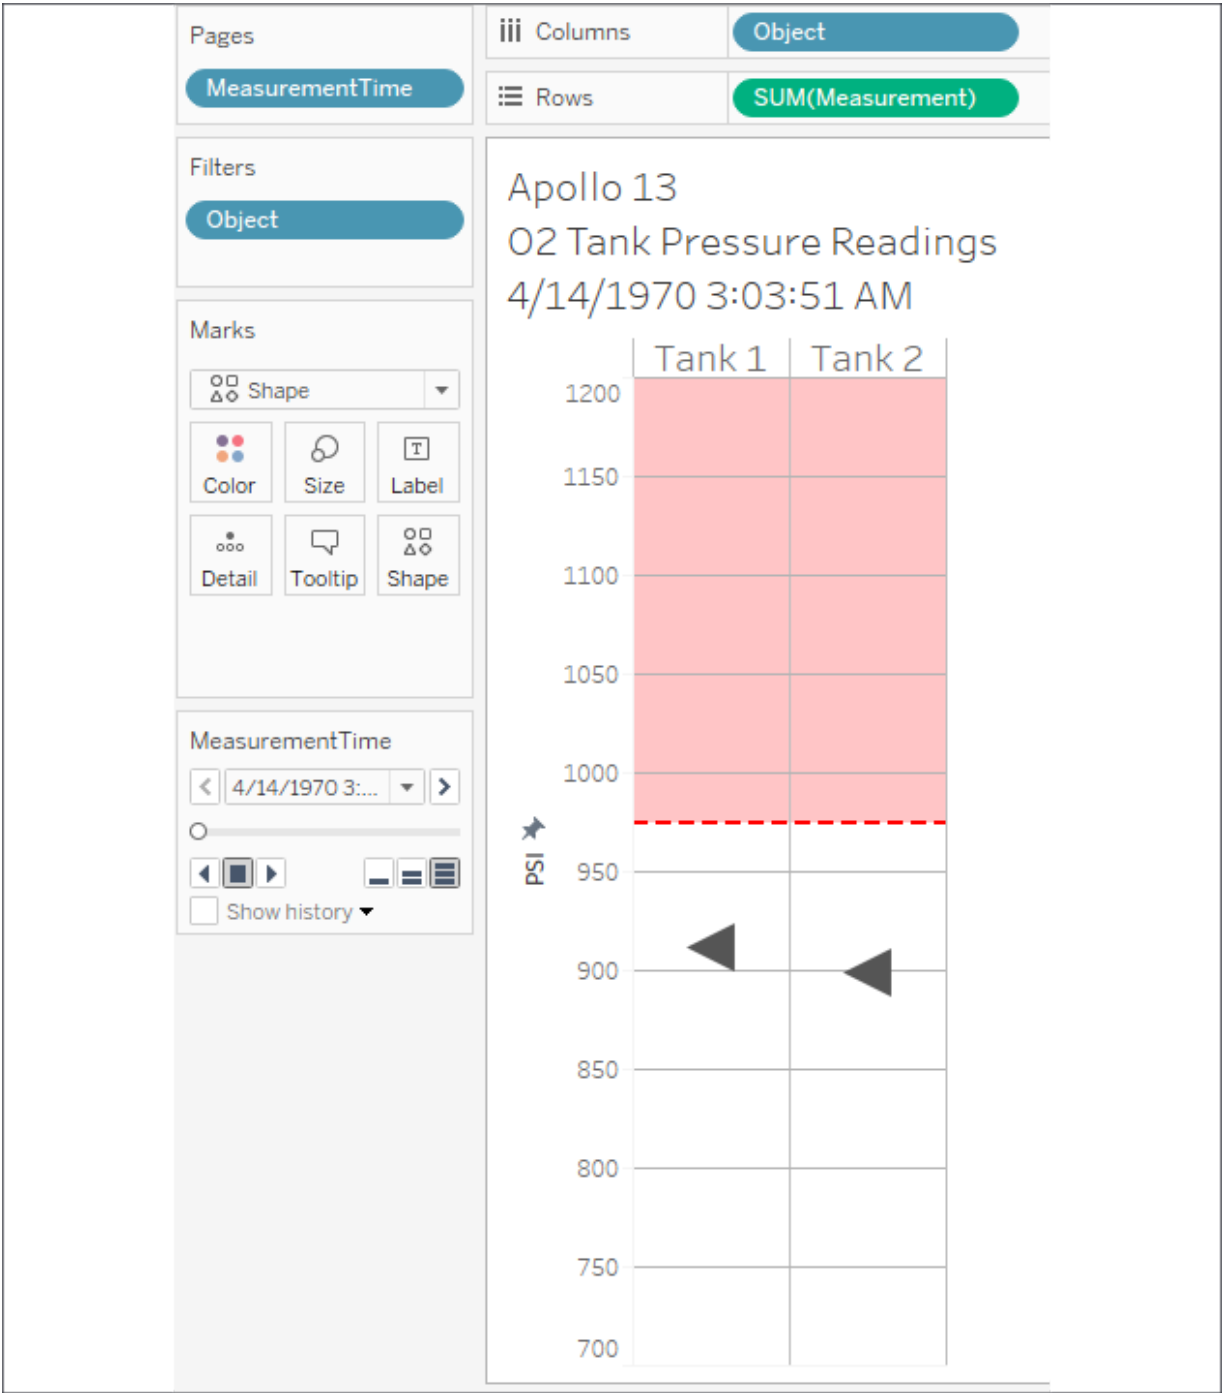 Pages
MeasurementTime
Filters
Object
Marks
Shape
Color Size Label
Detail Tooltip Shape
MeasurementTime
4/14/1970 3:...
Show history
Columns Object
Rows SUM(Measurement)
Apollo 13
O2 Tank Pressure Readings
4/14/1970 3:03:51 AM
Tank 1 Tank 2
1200
1150
1100
1050
1000
PSI
950
900
850
800
750
700